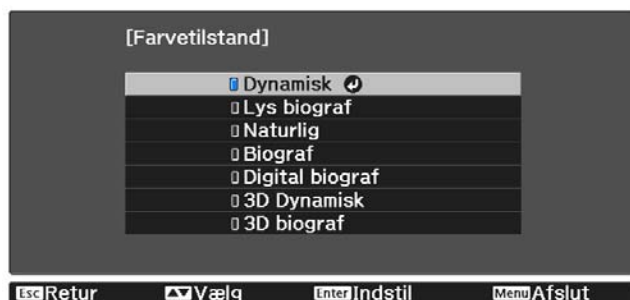 [Farvetilstand]
Dynamisk
Lys biograf
Naturlig
Biograf
Digital biograf
3D Dynamisk
3D biograf
Esc Retur Vælg Enter Indstil Menu Afslut